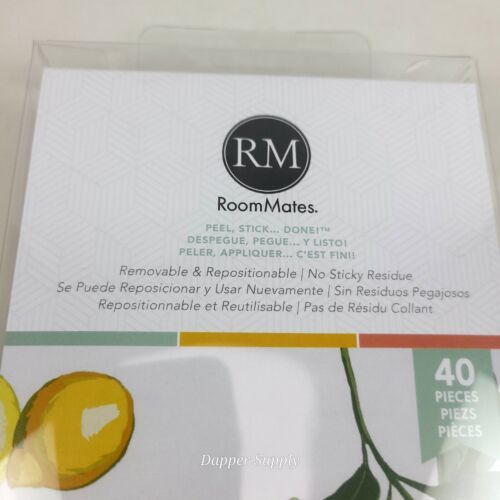 RM
RoomMates.
PEEL, STICK... DONE!™
DESPEGUE, PEGUE... Y LISTO!
PELER, APPLIQUER... C'EST FINI!
Removable & Repositionable | No Sticky Residue
Se Puede Reposicionar y Usar Nuevamente | Sin Residuos Pegajosos
Repositionnable et Reutilisable | Pas de Résidu Collant
40
PIECES
PIEZS
PIÈCES
Dapper Supply